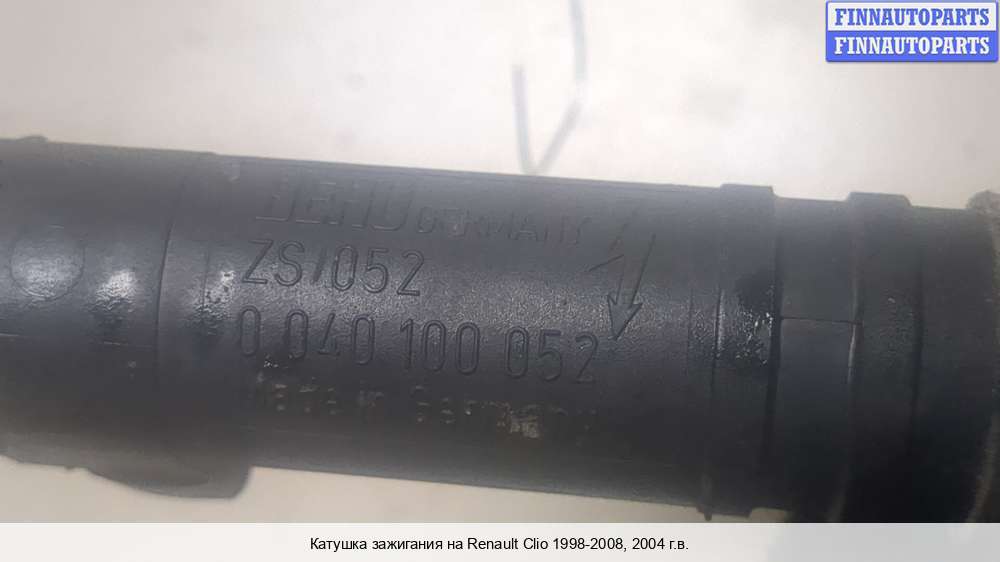 FINNAUTOPARTS
FINNAUTOPARTS
BERU GERMANY
ZS/052
0 040 100 052
Made in Germany
Катушка зажигания на Renault Clio 1998-2008, 2004 г.в.